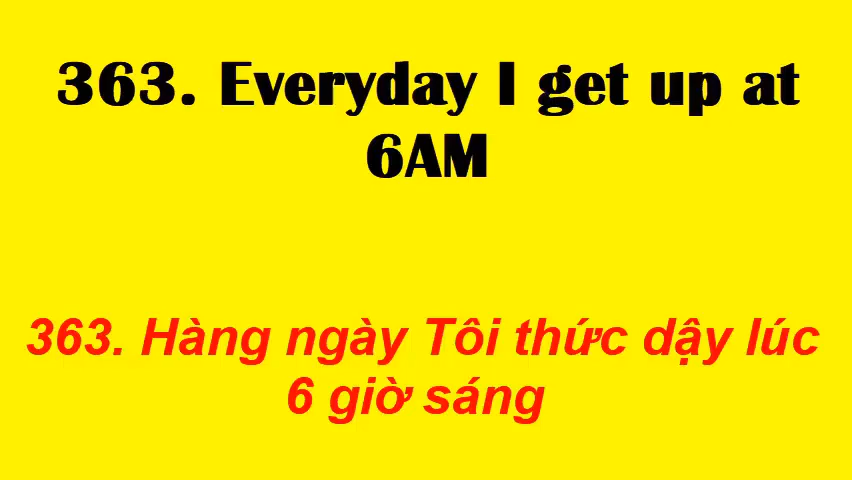 363. Everyday I get up at
6AM
363. Hàng ngày Tôi thức dậy lúc
6 giờ sáng